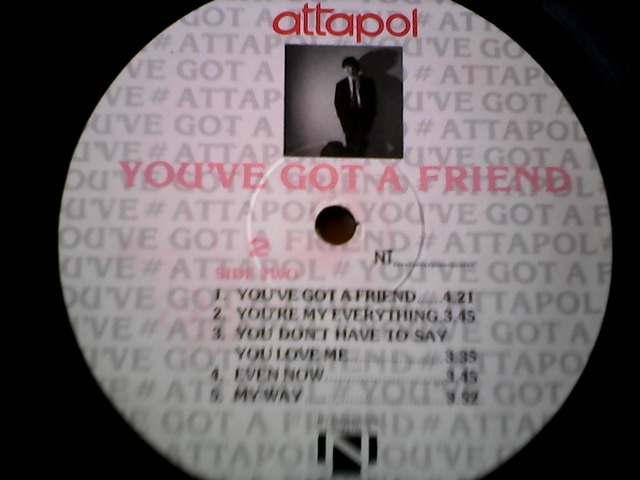 attapol
YOU'VE GOT A FRIEND
2
SIDE TWO
NT..............
1. YOU'VE GOT A FRIEND....4.21
2. YOU'RE MY EVERYTHING.3.45
3. YOU DON'T HAVE TO SAY
YOU LOVE ME................3.35
4. EVEN NOW....................3.45
5. MY WAY........................3.52
N